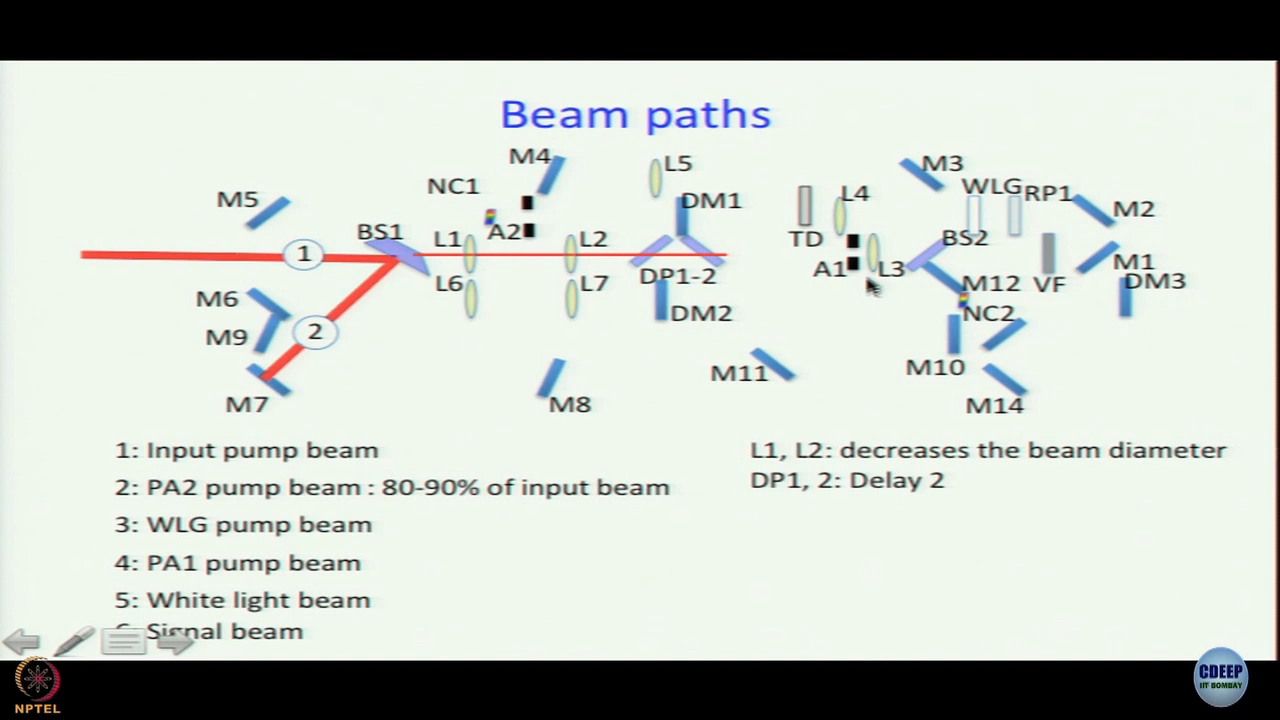 Beam paths
M4
L5
M3
NC1
WLG
RP1
M5
DM1
L4
M2
BS1
L1
A2
L2
TD
BS2
1
A1
L3
M1
DP1-2
L6
L7
M12
VF
DM3
M6
DM2
NC2
M9
2
M11
M10
M7
M8
M14
1: Input pump beam
2: PA2 pump beam : 80-90% of input beam
3: WLG pump beam
4: PA1 pump beam
5: White light beam
6: Signal beam
L1, L2: decreases the beam diameter
DP1, 2: Delay 2
NPTEL
CDEEP
IIT BOMBAY